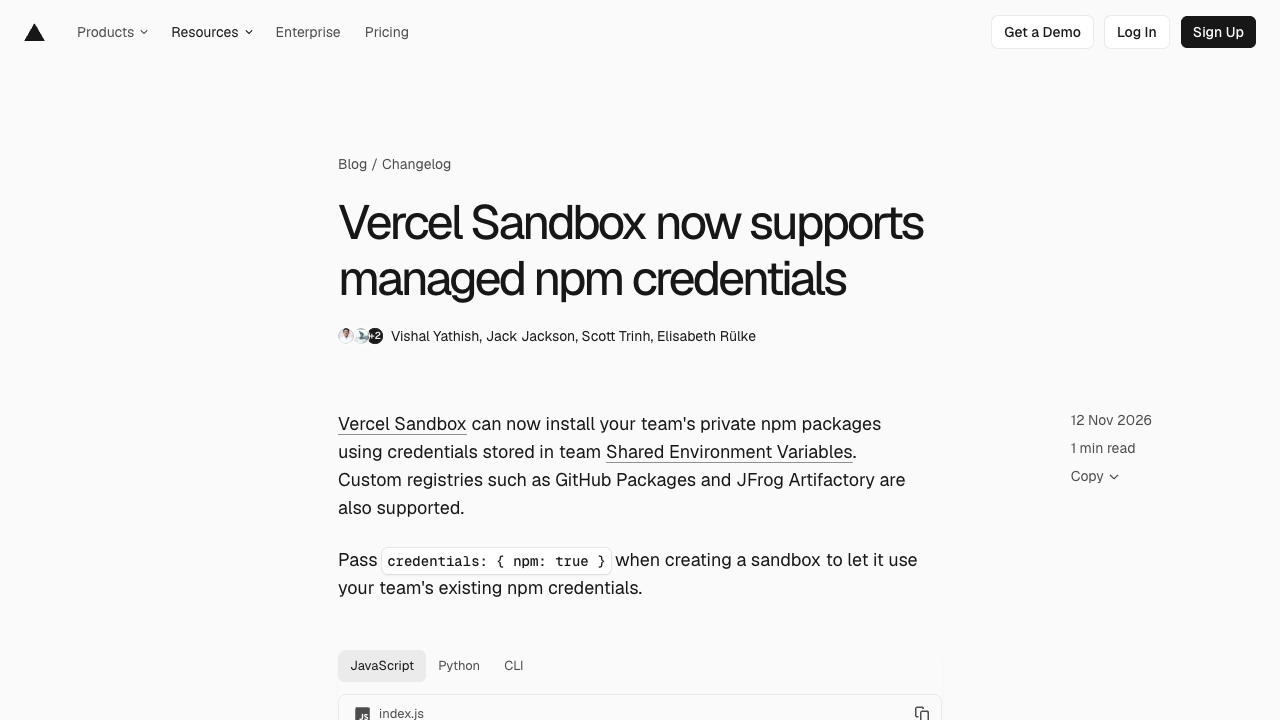 Products
Resources
Enterprise
Pricing
Get a Demo
Log In
Sign Up
Blog / Changelog
Vercel Sandbox now supports
managed npm credentials
+2
Vishal Yathish, Jack Jackson, Scott Trinh, Elisabeth Rülke
Vercel Sandbox can now install your team's private npm packages
using credentials stored in team Shared Environment Variables.
Custom registries such as GitHub Packages and JFrog Artifactory are
also supported.
12 Nov 2026
1 min read
Copy
Pass credentials: { npm: true } when creating a sandbox to let it use
your team's existing npm credentials.
JavaScript
Python
CLI
JS
index.js